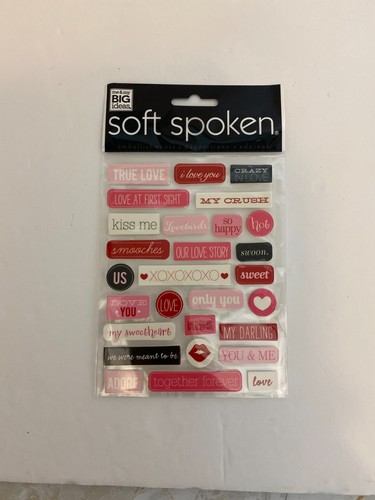 me & my
BIG
ideas.
soft spoken.
TRUE LOVE
i love you
CRAZY
IN LOVE
LOVE AT FIRST SIGHT
MY CRUSH
kiss me
Lovebirds
so
happy
hot
smooches
OUR LOVE STORY
swoon.
US
XOXOXOXO
sweet
LOVE
YOU
LOVE
only you
my sweetheart
MY DARLING
we were meant to be
YOU & ME
ADORE
together forever
love